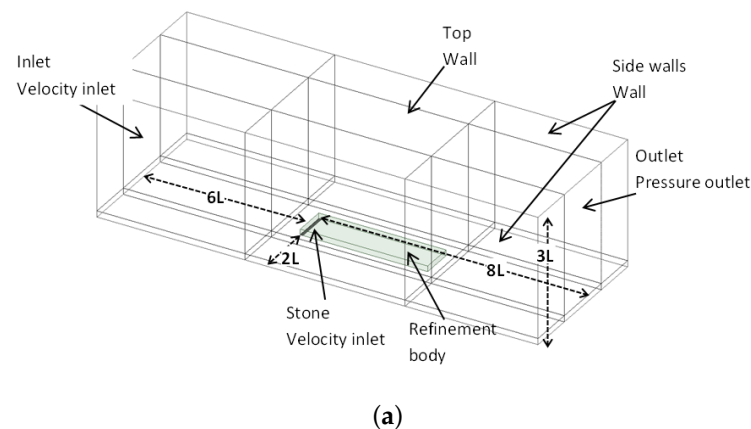 Top
Wall
Inlet
Velocity inlet
Side walls
Wall
Outlet
Pressure outlet
6L
2L
8L
3L
Stone
Velocity inlet
Refinement
body
(a)